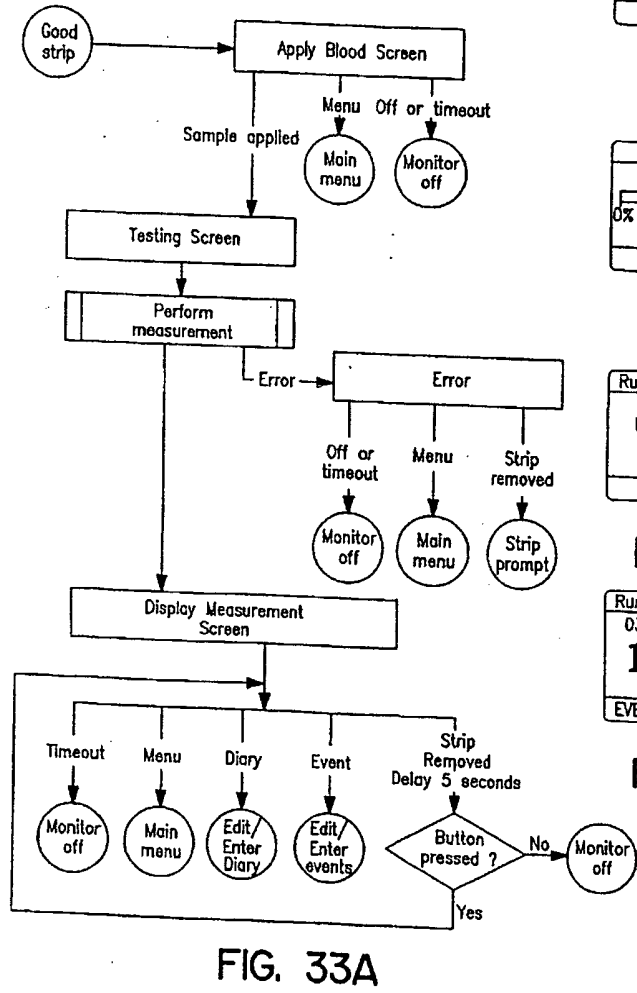 Good
strip
Apply Blood Screen
Menu
Off or timeout
Sample applied
Main
menu
Monitor
off
Testing Screen
0%
Perform
measurement
Error
Error
Off or
timeout
Menu
Strip
removed
Monitor
off
Main
menu
Strip
prompt
Display Measurement
Screen
Timeout
Menu
Diary
Event
Strip
Removed
Delay 5 seconds
Monitor
off
Main
menu
Edit/
Enter
Diary
Edit/
Enter
events
Button
pressed ?
No
Monitor
off
Yes
FIG. 33A